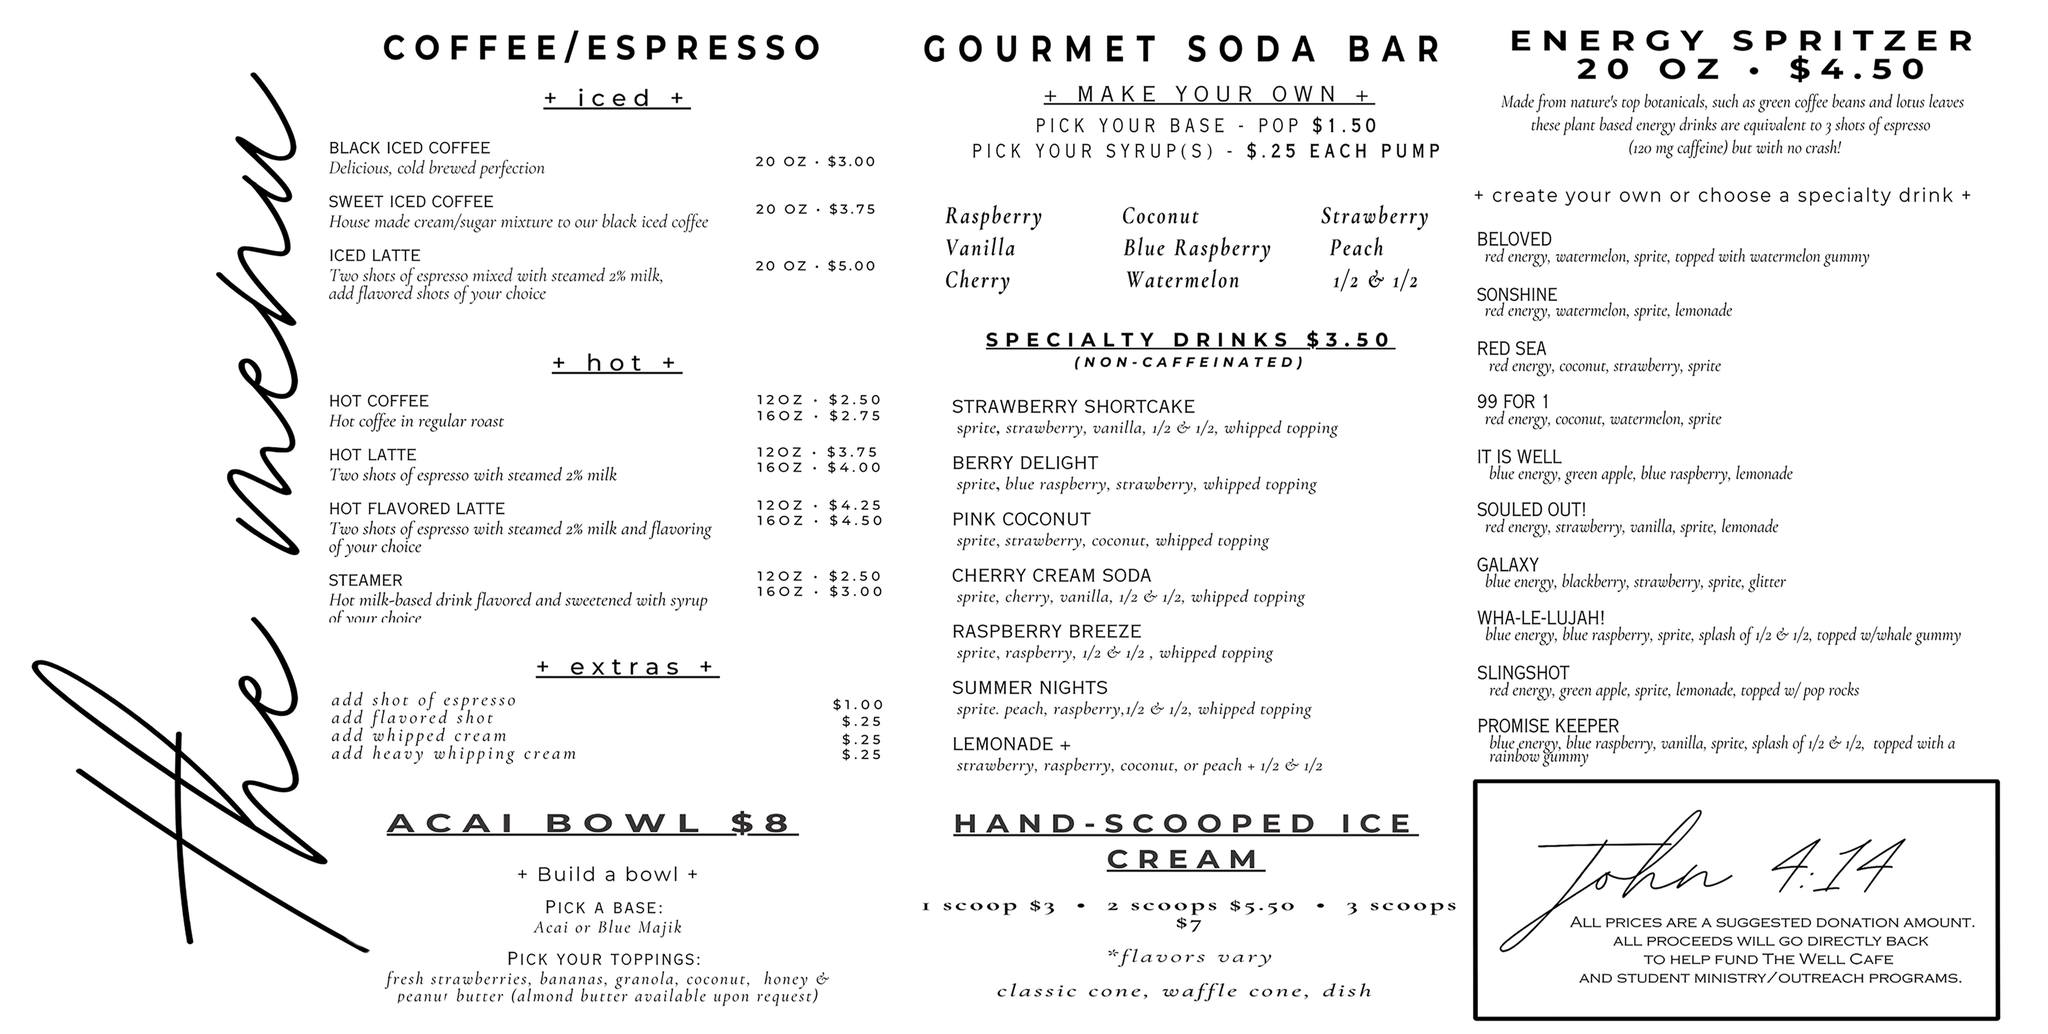 the menu
COFFEE/ESPRESSO
+ iced +
BLACK ICED COFFEE
Delicious, cold brewed perfection
20 OZ • $3.00
SWEET ICED COFFEE
House made cream/sugar mixture to our black iced coffee
20 OZ • $3.75
ICED LATTE
Two shots of espresso mixed with steamed 2% milk,
add flavored shots of your choice
20 OZ • $5.00
+ hot +
HOT COFFEE
Hot coffee in regular roast
12OZ • $2.50
16OZ • $2.75
HOT LATTE
Two shots of espresso with steamed 2% milk
12OZ • $3.75
16OZ • $4.00
HOT FLAVORED LATTE
Two shots of espresso with steamed 2% milk and flavoring
of your choice
12OZ • $4.25
16OZ • $4.50
STEAMER
Hot milk-based drink flavored and sweetened with syrup
of your choice
12OZ • $2.50
16OZ • $3.00
+ extras +
add shot of espresso $1.00
add flavored shot $.25
add whipped cream $.25
add heavy whipping cream $.25
ACAI BOWL $8
+ Build a bowl +
PICK A BASE:
Acai or Blue Majik
PICK YOUR TOPPINGS:
fresh strawberries, bananas, granola, coconut, honey &
peanut butter (almond butter available upon request)
GOURMET SODA BAR
+ MAKE YOUR OWN +
PICK YOUR BASE - POP $1.50
PICK YOUR SYRUP(S) - $.25 EACH PUMP
Raspberry Coconut Strawberry
Vanilla Blue Raspberry Peach
Cherry Watermelon 1/2 & 1/2
SPECIALTY DRINKS $3.50
(NON-CAFFEINATED)
STRAWBERRY SHORTCAKE
sprite, strawberry, vanilla, 1/2 & 1/2, whipped topping
BERRY DELIGHT
sprite, blue raspberry, strawberry, whipped topping
PINK COCONUT
sprite, strawberry, coconut, whipped topping
CHERRY CREAM SODA
sprite, cherry, vanilla, 1/2 & 1/2, whipped topping
RASPBERRY BREEZE
sprite, raspberry, 1/2 & 1/2 , whipped topping
SUMMER NIGHTS
sprite. peach, raspberry,1/2 & 1/2, whipped topping
LEMONADE +
strawberry, raspberry, coconut, or peach + 1/2 & 1/2
HAND-SCOOPED ICE
CREAM
1 scoop $3 • 2 scoops $5.50 • 3 scoops
$7
*flavors vary
classic cone, waffle cone, dish
ENERGY SPRITZER
20 OZ • $4.50
Made from nature's top botanicals, such as green coffee beans and lotus leaves
these plant based energy drinks are equivalent to 3 shots of espresso
(120 mg caffeine) but with no crash!
+ create your own or choose a specialty drink +
BELOVED
red energy, watermelon, sprite, topped with watermelon gummy
SONSHINE
red energy, watermelon, sprite, lemonade
RED SEA
red energy, coconut, strawberry, sprite
99 FOR 1
red energy, coconut, watermelon, sprite
IT IS WELL
blue energy, green apple, blue raspberry, lemonade
SOULED OUT!
red energy, strawberry, vanilla, sprite, lemonade
GALAXY
blue energy, blackberry, strawberry, sprite, glitter
WHA-LE-LUJAH!
blue energy, blue raspberry, sprite, splash of 1/2 & 1/2, topped w/whale gummy
SLINGSHOT
red energy, green apple, sprite, lemonade, topped w/ pop rocks
PROMISE KEEPER
blue energy, blue raspberry, vanilla, sprite, splash of 1/2 & 1/2, topped with a
rainbow gummy
John 4:14
ALL PRICES ARE A SUGGESTED DONATION AMOUNT.
ALL PROCEEDS WILL GO DIRECTLY BACK
TO HELP FUND THE WELL CAFE
AND STUDENT MINISTRY/OUTREACH PROGRAMS.